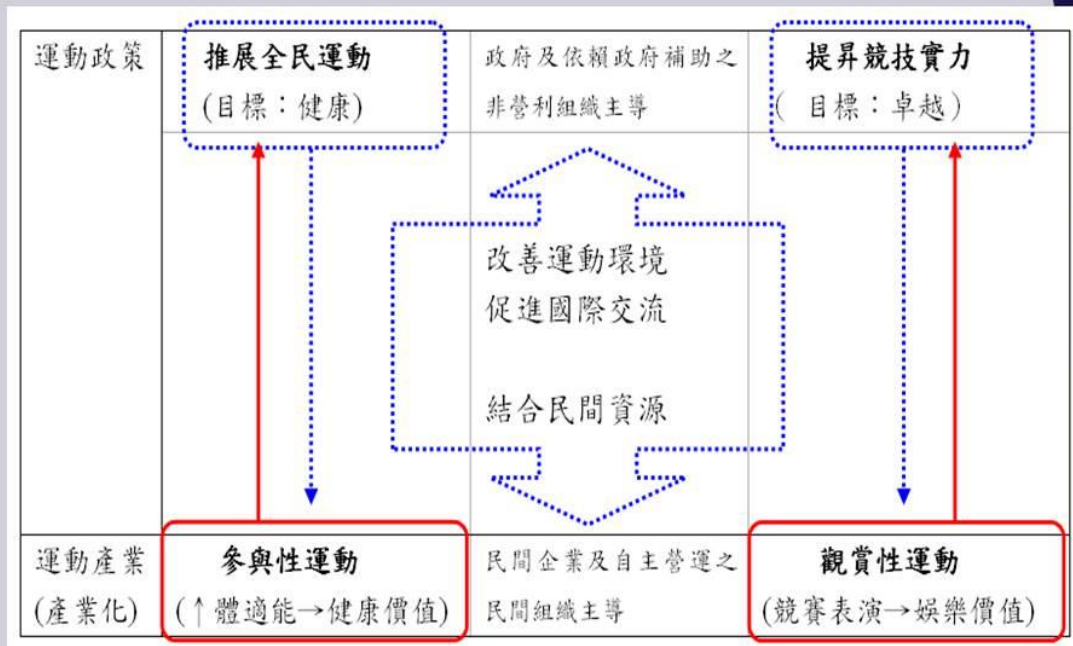 運動政策
推展全民運動
(目標：健康)
政府及依賴政府補助之
非營利組織主導
提昇競技實力
( 目標：卓越)
改善運動環境
促進國際交流
結合民間資源
運動產業
(產業化)
參與性運動
(↑體適能→健康價值)
民間企業及自主營運之
民間組織主導
觀賞性運動
(競賽表演→娛樂價值)